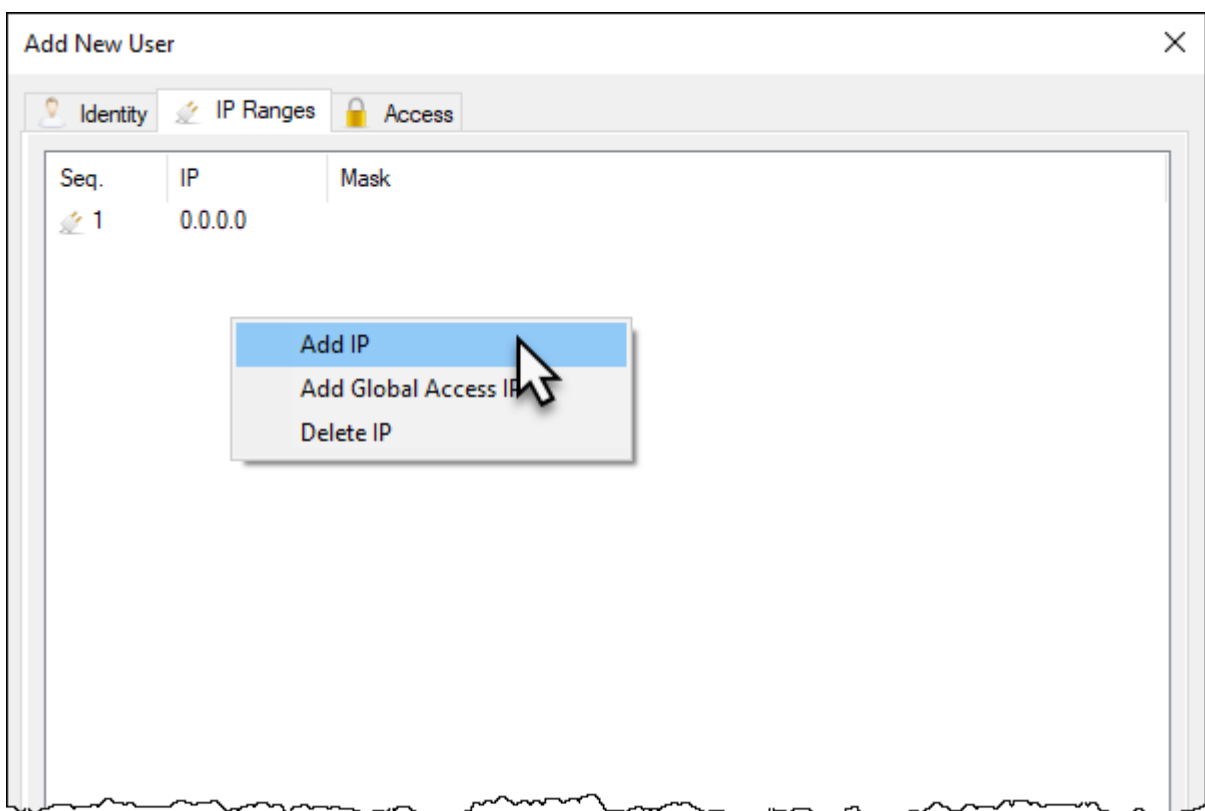 Add New User
Identity IP Ranges Access
Seq. IP Mask
1 0.0.0.0
Add IP
Add Global Access IP
Delete IP